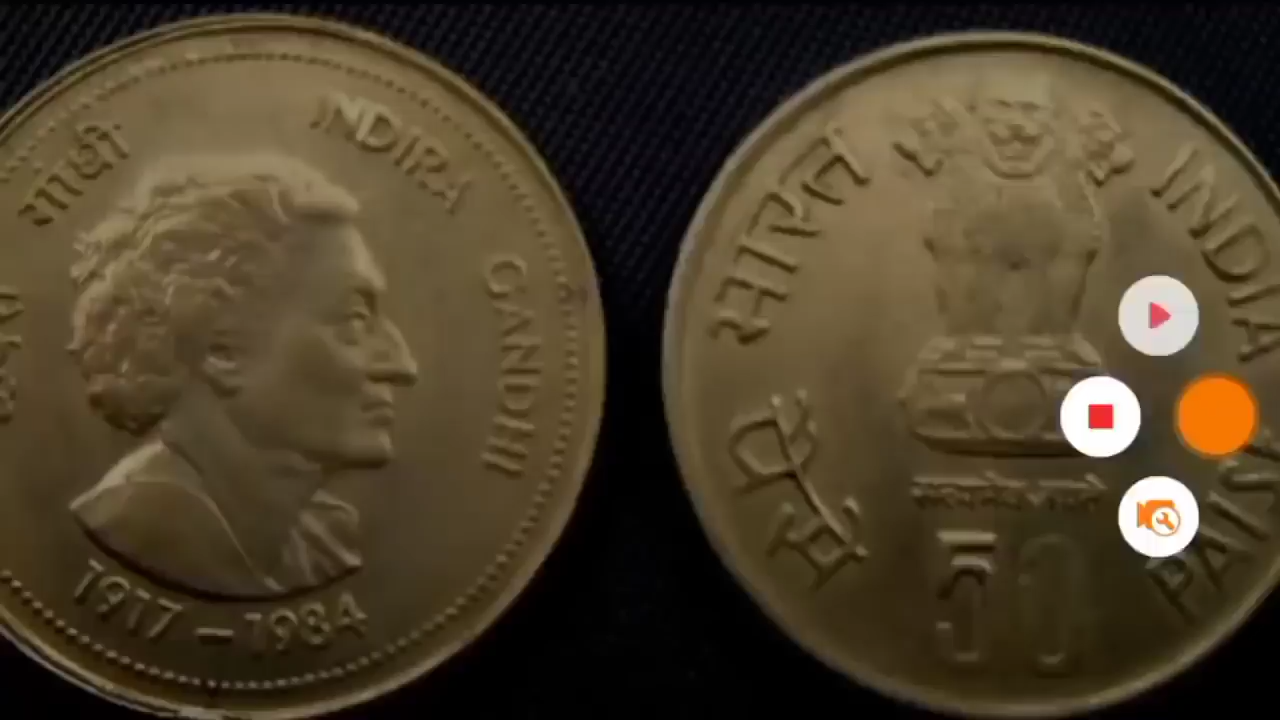 गांधी
INDIRA
GANDHI
1917 – 1984
भारत
INDIA
सत्यमेव जयते
50
पैसे
PAISE